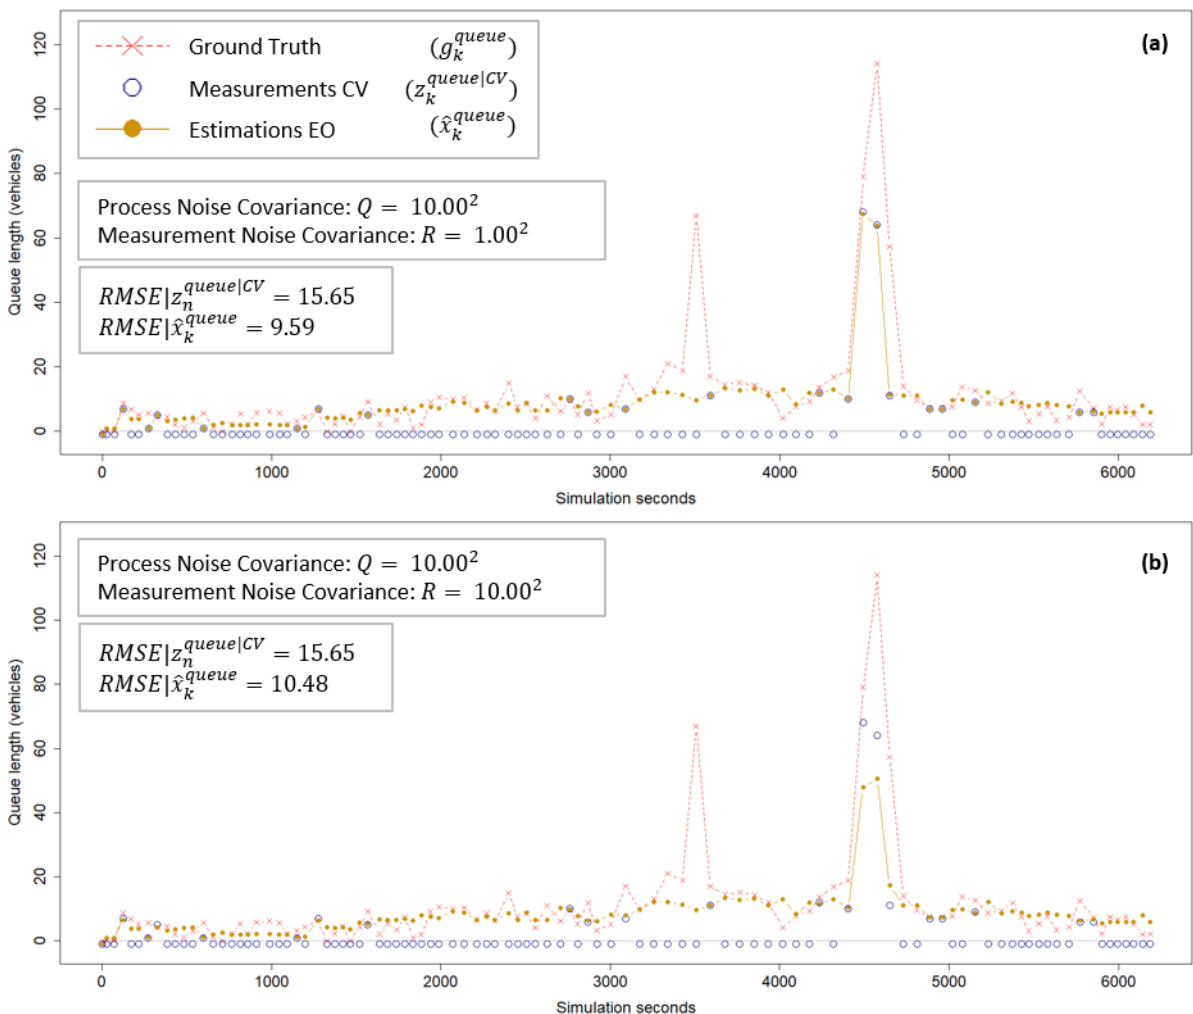 (a)
Ground Truth (g_k^queue)
Measurements CV (z_k^queue|CV)
Estimations EO (x̂_k^queue)
Process Noise Covariance: Q = 10.00²
Measurement Noise Covariance: R = 1.00²
RMSE|z_n^queue|CV = 15.65
RMSE|x̂_k^queue = 9.59
Queue length (vehicles)
120
100
80
60
40
20
0
0 1000 2000 3000 4000 5000 6000
Simulation seconds
(b)
Process Noise Covariance: Q = 10.00²
Measurement Noise Covariance: R = 10.00²
RMSE|z_n^queue|CV = 15.65
RMSE|x̂_k^queue = 10.48
Queue length (vehicles)
120
100
80
60
40
20
0
0 1000 2000 3000 4000 5000 6000
Simulation seconds